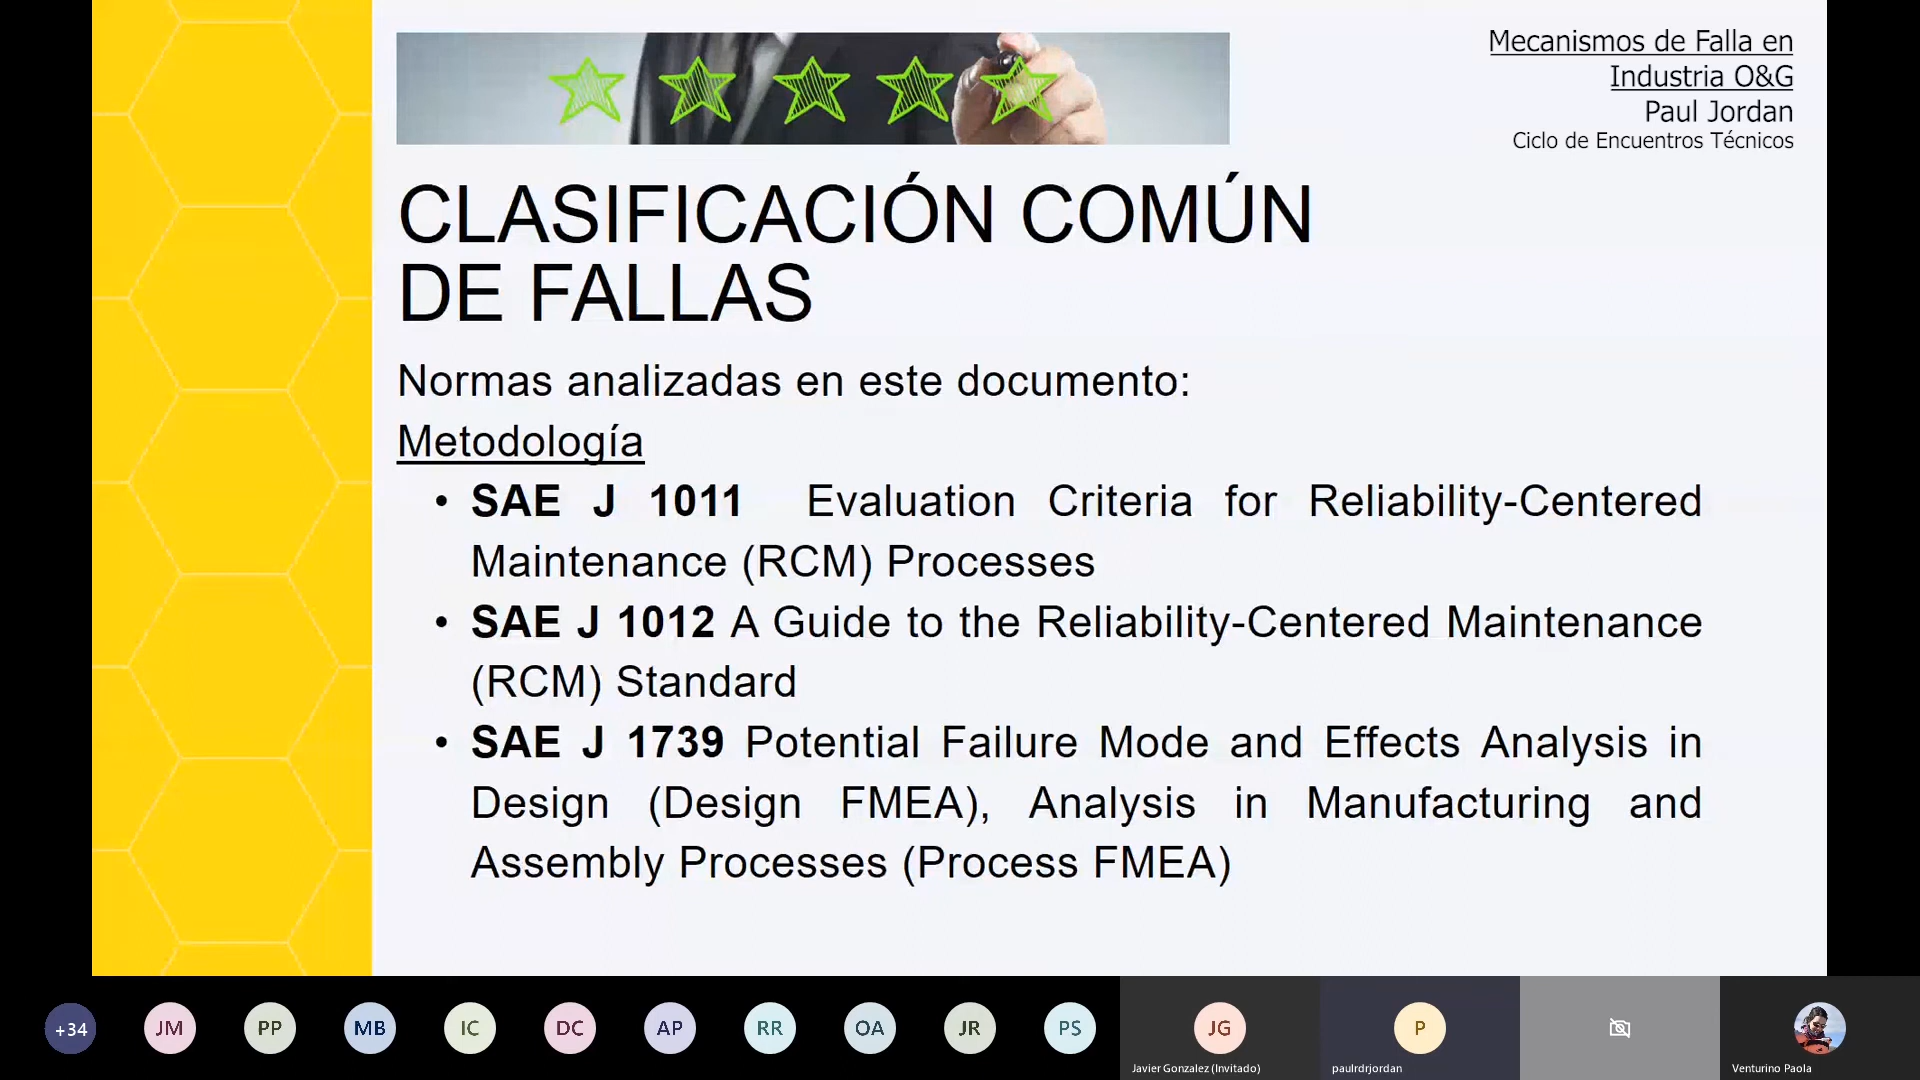 Mecanismos de Falla en
Industria O&G
Paul Jordan
Ciclo de Encuentros Técnicos
CLASIFICACIÓN COMÚN
DE FALLAS
Normas analizadas en este documento:
Metodología
• SAE J 1011 Evaluation Criteria for Reliability-Centered
Maintenance (RCM) Processes
• SAE J 1012 A Guide to the Reliability-Centered Maintenance
(RCM) Standard
• SAE J 1739 Potential Failure Mode and Effects Analysis in
Design (Design FMEA), Analysis in Manufacturing and
Assembly Processes (Process FMEA)
+34 JM PP MB IC DC AP RR OA JR PS JG P
Javier Gonzalez (Invitado) paulrdrjordan Venturino Paola